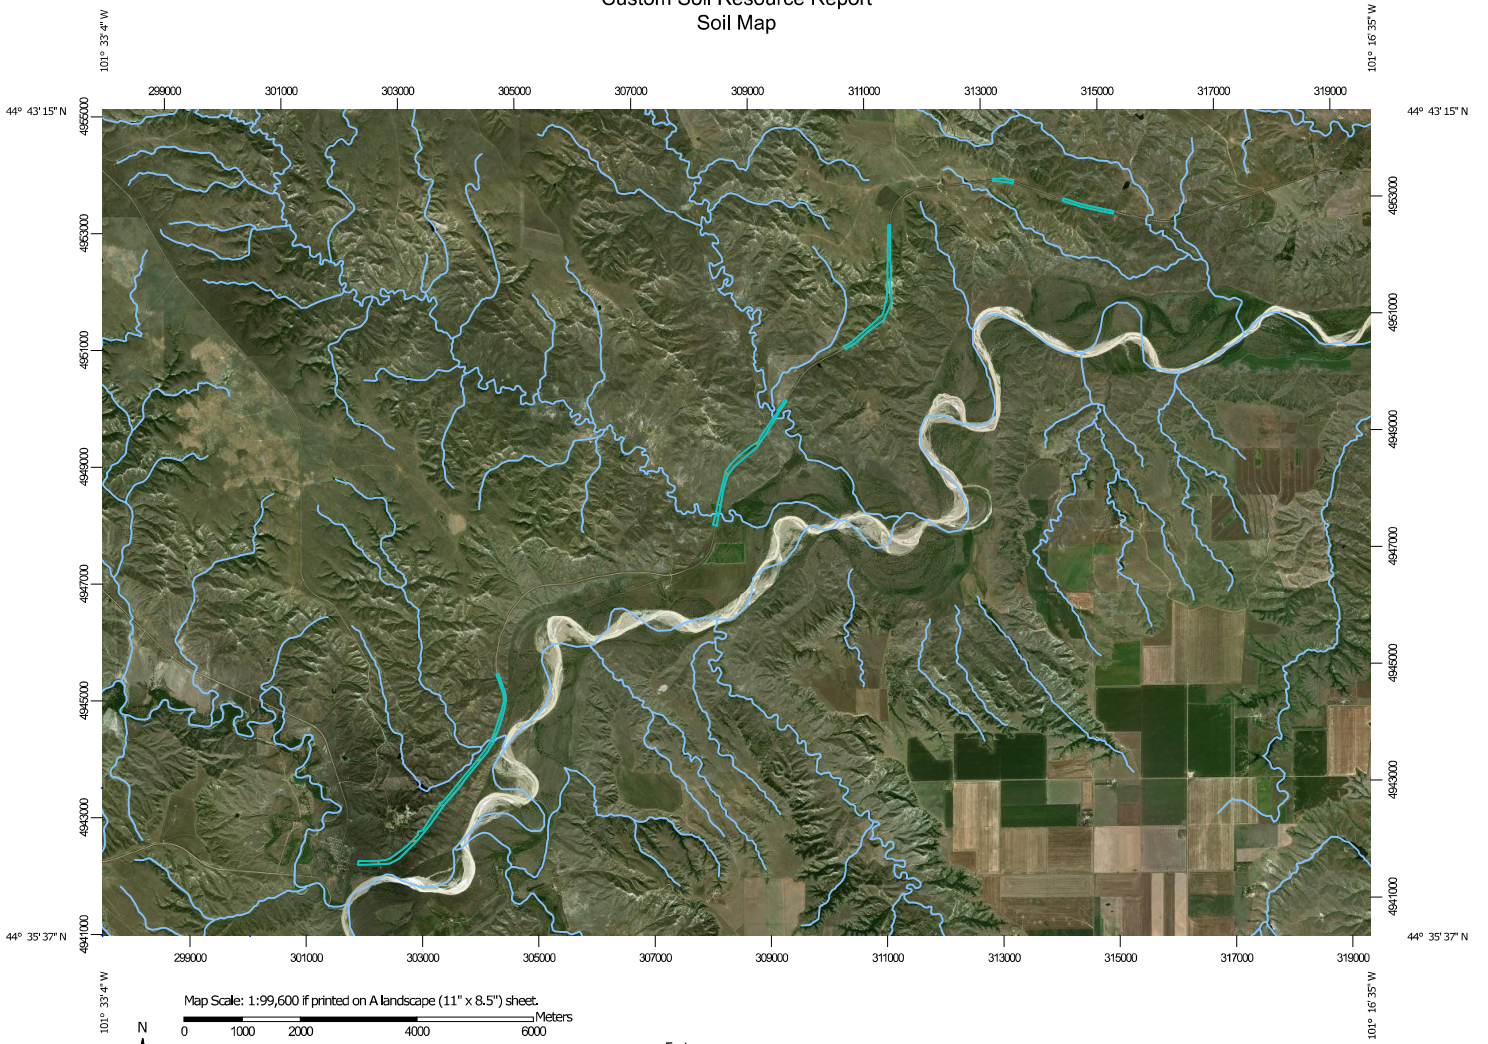 Custom Soil Resource Report
Soil Map
101° 33' 4" W
101° 16' 35" W
299000 301000 303000 305000 307000 309000 311000 313000 315000 317000 319000
44° 43' 15" N
44° 43' 15" N
4955000
4953000
4951000
4949000
4947000
4945000
4943000
4941000
4953000
4951000
4949000
4947000
4945000
4943000
4941000
44° 35' 37" N
44° 35' 37" N
299000 301000 303000 305000 307000 309000 311000 313000 315000 317000 319000
101° 33' 4" W
101° 16' 35" W
Map Scale: 1:99,600 if printed on A landscape (11" x 8.5") sheet.
Meters
N
0 1000 2000 4000 6000